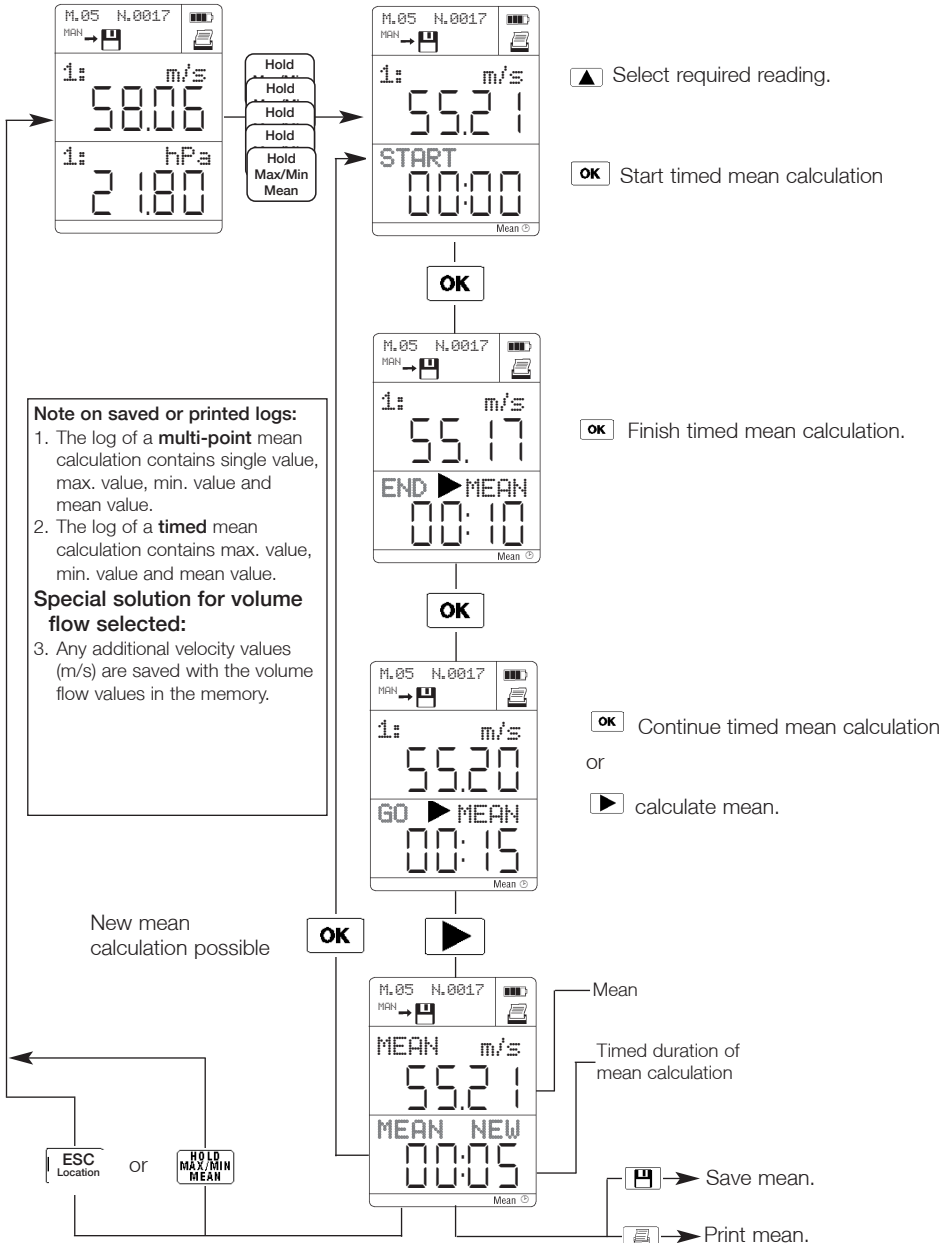 M.05 N.0017
MAN
1: m/s
58.06
1: hPa
21.80
Hold
Hold
Hold
Hold
Hold
Max/Min
Mean
M.05 N.0017
MAN
1: m/s
55.21
START
00:00
Mean
Select required reading.
OK Start timed mean calculation
OK
M.05 N.0017
MAN
1: m/s
55.17
END ▶MEAN
00:10
Mean
OK Finish timed mean calculation.
Note on saved or printed logs:
1. The log of a multi-point mean
calculation contains single value,
max. value, min. value and
mean value.
2. The log of a timed mean
calculation contains max. value,
min. value and mean value.
Special solution for volume
flow selected:
3. Any additional velocity values
(m/s) are saved with the volume
flow values in the memory.
OK
M.05 N.0017
MAN
1: m/s
55.20
GO ▶MEAN
00:15
Mean
OK Continue timed mean calculation
or
▶ calculate mean.
New mean
calculation possible
OK
M.05 N.0017
MAN
MEAN m/s
55.21
MEAN NEW
00:05
Mean
Mean
Timed duration of
mean calculation
ESC
Location
or
HOLD
MAX/MIN
MEAN
Save mean.
Print mean.